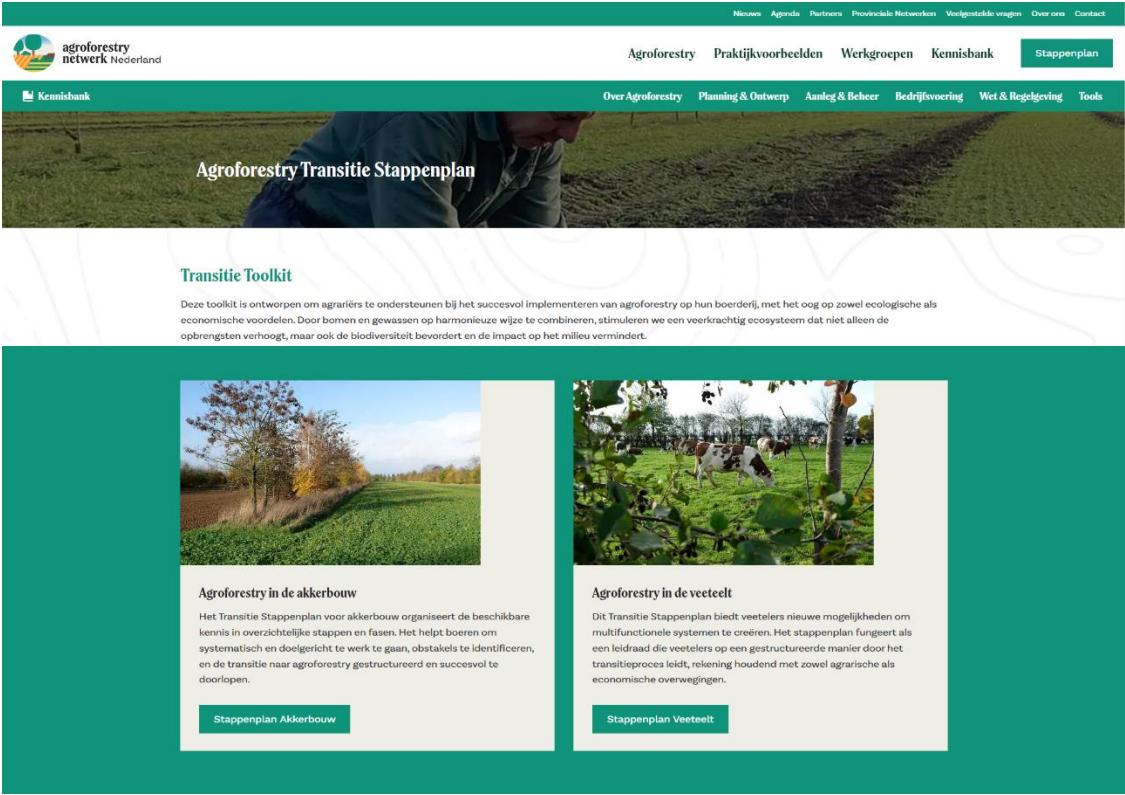 Nieuws Agenda Partners Provinciale Netwerken Veelgestelde vragen Over ons Contact
agroforestry
netwerk Nederland
Agroforestry Praktijkvoorbeelden Werkgroepen Kennisbank Stappenplan
Kennisbank
Over Agroforestry Planning & Ontwerp Aanleg & Beheer Bedrijfsvoering Wet & Regelgeving Tools
Agroforestry Transitie Stappenplan
Transitie Toolkit
Deze toolkit is ontworpen om agrariërs te ondersteunen bij het succesvol implementeren van agroforestry op hun boerderij, met het oog op zowel ecologische als
economische voordelen. Door bomen en gewassen op harmonieuze wijze te combineren, stimuleren we een veerkrachtig ecosysteem dat niet alleen de
opbrengsten verhoogt, maar ook de biodiversiteit bevordert en de impact op het milieu vermindert.
Agroforestry in de akkerbouw
Het Transitie Stappenplan voor akkerbouw organiseert de beschikbare
kennis in overzichtelijke stappen en fasen. Het helpt boeren om
systematisch en doelgericht te werk te gaan, obstakels te identificeren,
en de transitie naar agroforestry gestructureerd en succesvol te
doorlopen.
Stappenplan Akkerbouw
Agroforestry in de veeteelt
Dit Transitie Stappenplan biedt veetelers nieuwe mogelijkheden om
multifunctionele systemen te creëren. Het stappenplan fungeert als
een leidraad die veetelers op een gestructureerde manier door het
transitieproces leidt, rekening houdend met zowel agrarische als
economische overwegingen.
Stappenplan Veeteelt